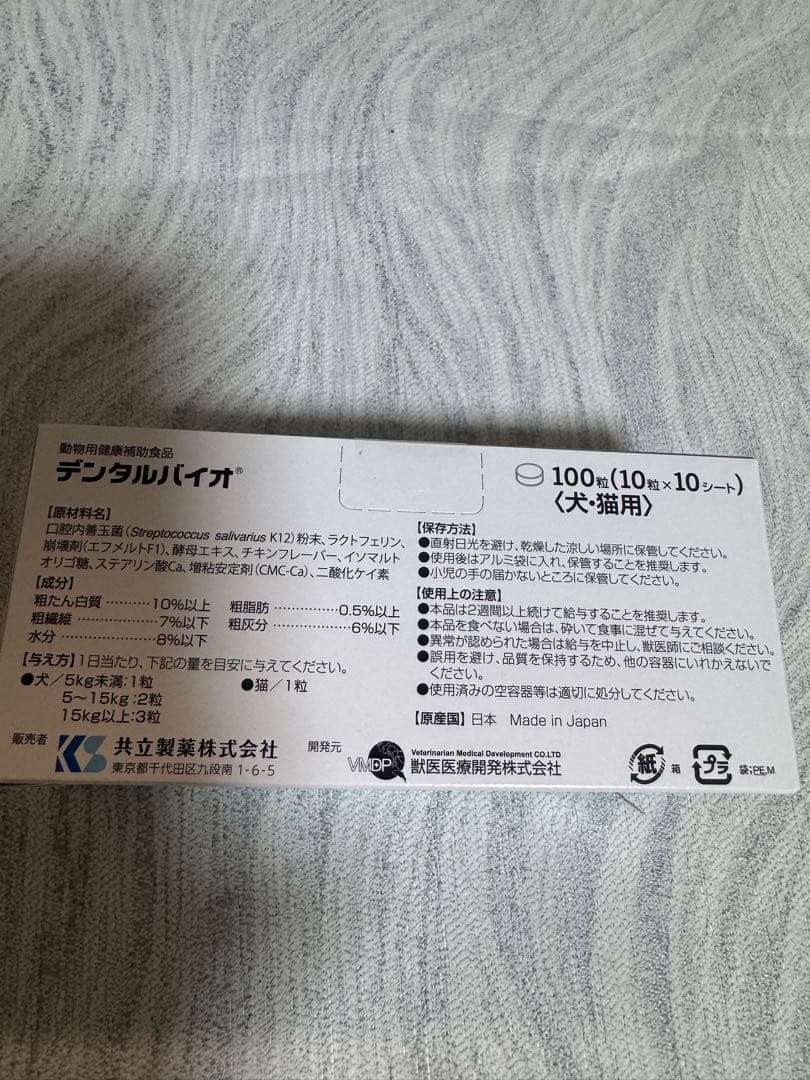 動物用健康補助食品
デンタルバイオ®
100粒(10粒×10シート)
〈犬・猫用〉
【原材料名】
口腔内善玉菌(Streptococcus salivarius K12)粉末、ラクトフェリン、
崩壊剤(エフメルトF1)、酵母エキス、チキンフレーバー、イソマルト
オリゴ糖、ステアリン酸Ca、増粘安定剤(CMC-Ca)、二酸化ケイ素
【成分】
粗たん白質 ………… 10%以上 粗脂肪 …………… 0.5%以上
粗繊維 ……………… 7%以下 粗灰分 ……………… 6%以下
水分 ………………… 8%以下
【与え方】1日当たり、下記の量を目安に与えてください。
●犬/5kg未満:1粒 ●猫/1粒
5〜15kg:2粒
15kg以上:3粒
【保存方法】
●直射日光を避け、乾燥した涼しい場所に保管してください。
●使用後はアルミ袋に入れ、保管することを推奨します。
●小児の手の届かないところに保管してください。
【使用上の注意】
●本品は2週間以上続けて給与することを推奨します。
●本品を食べない場合は、砕いて食事に混ぜて与えてください。
●異常が認められた場合は給与を中止し、獣医師にご相談ください。
●誤用を避け、品質を保持するため、他の容器にいれかえないで
ください。
●使用済みの空容器等は適切に処分してください。
【原産国】日本 Made in Japan
販売者 KS 共立製薬株式会社
東京都千代田区九段南 1-6-5
開発元 VMDP Veterinarian Medical Development CO.LTD
獣医医療開発株式会社
紙 箱 プラ 袋:PE,M